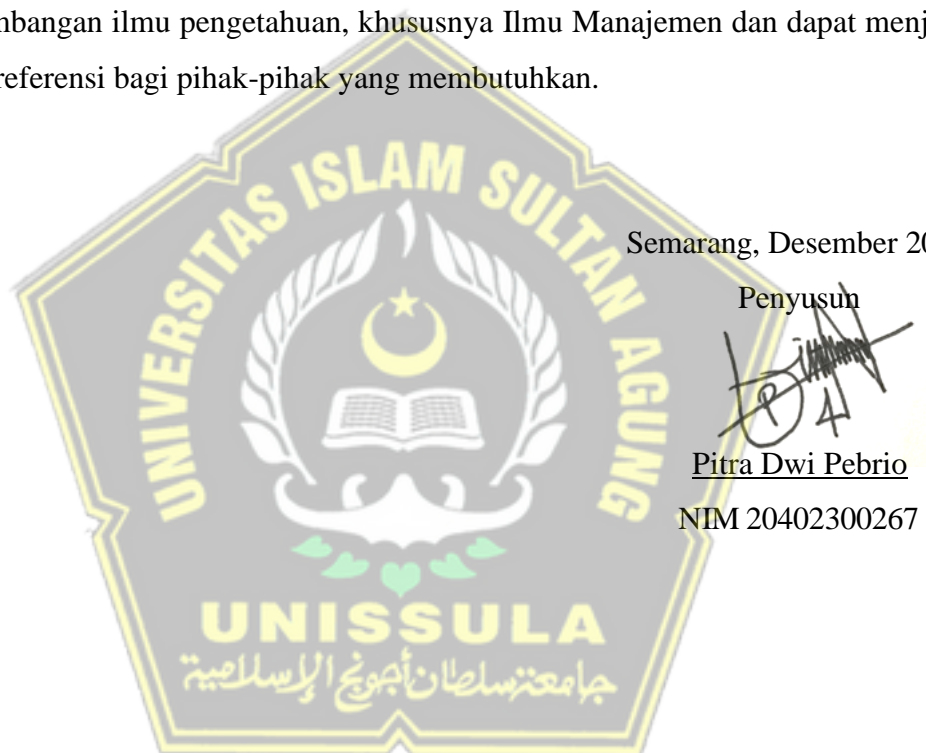 mbangan ilmu pengetahuan, khususnya Ilmu Manajemen dan dapat menj
referensi bagi pihak-pihak yang membutuhkan.
UNIVERSITAS ISLAM SULTAN AGUNG
Semarang, Desember 20
Penyusun
Pitra Dwi Pebrio
NIM 20402300267
UNISSULA
جامعة سلطان أجونج الإسلامية